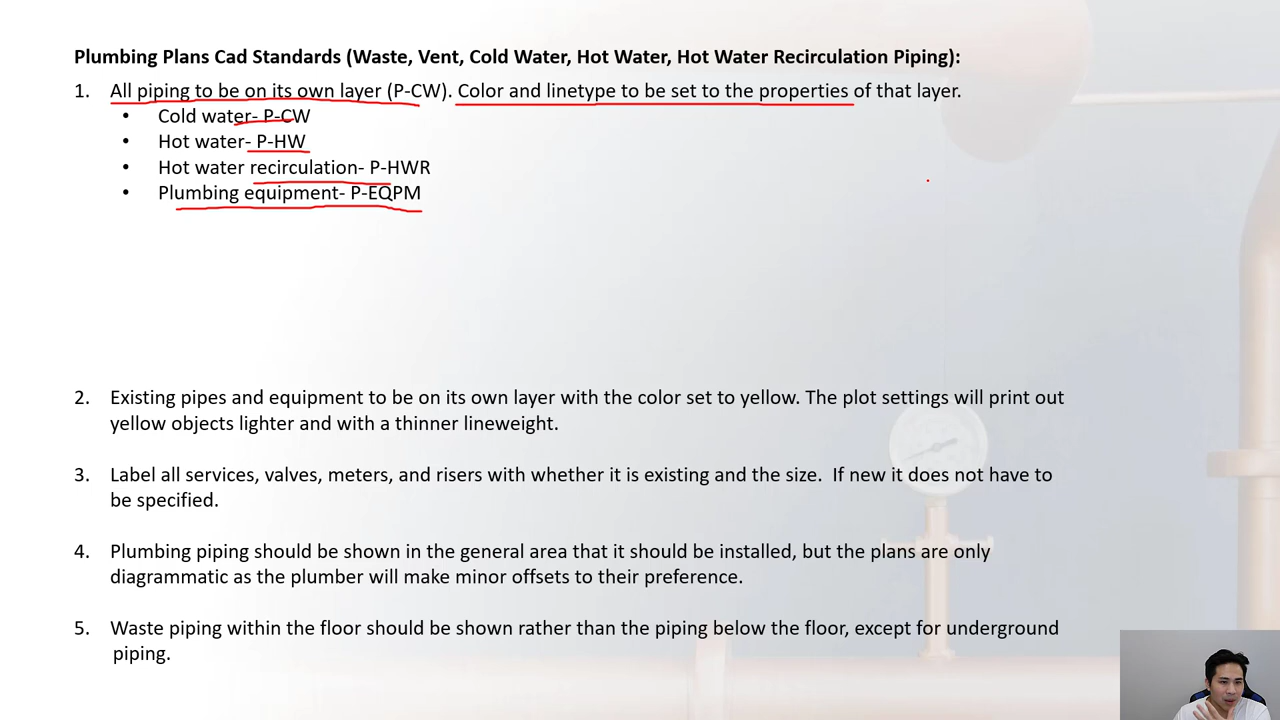 Plumbing Plans Cad Standards (Waste, Vent, Cold Water, Hot Water, Hot Water Recirculation Piping):
1. All piping to be on its own layer (P-CW). Color and linetype to be set to the properties of that layer.
• Cold water- P-CW
• Hot water- P-HW
• Hot water recirculation- P-HWR
• Plumbing equipment- P-EQPM
2. Existing pipes and equipment to be on its own layer with the color set to yellow. The plot settings will print out
yellow objects lighter and with a thinner lineweight.
3. Label all services, valves, meters, and risers with whether it is existing and the size.  If new it does not have to
be specified.
4. Plumbing piping should be shown in the general area that it should be installed, but the plans are only
diagrammatic as the plumber will make minor offsets to their preference.
5. Waste piping within the floor should be shown rather than the piping below the floor, except for underground
piping.